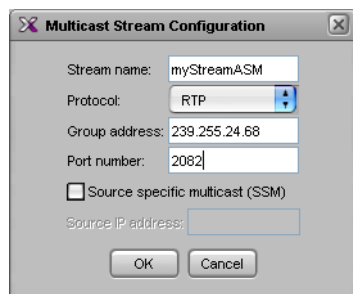 Multicast Stream Configuration
Stream name: myStreamASM
Protocol: RTP
Group address: 239.255.24.68
Port number: 2082
Source specific multicast (SSM)
Source IP address:
OK Cancel